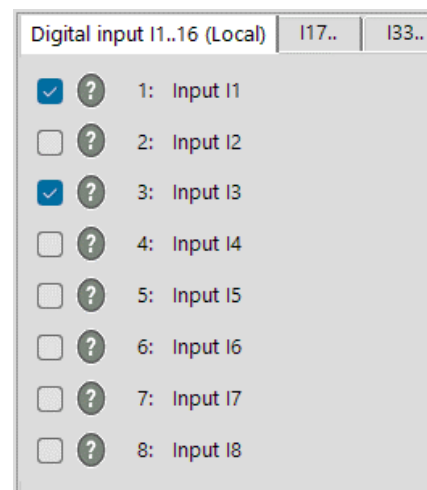 Digital input I1..16 (Local) I17.. I33..
? 1: Input I1
? 2: Input I2
? 3: Input I3
? 4: Input I4
? 5: Input I5
? 6: Input I6
? 7: Input I7
? 8: Input I8